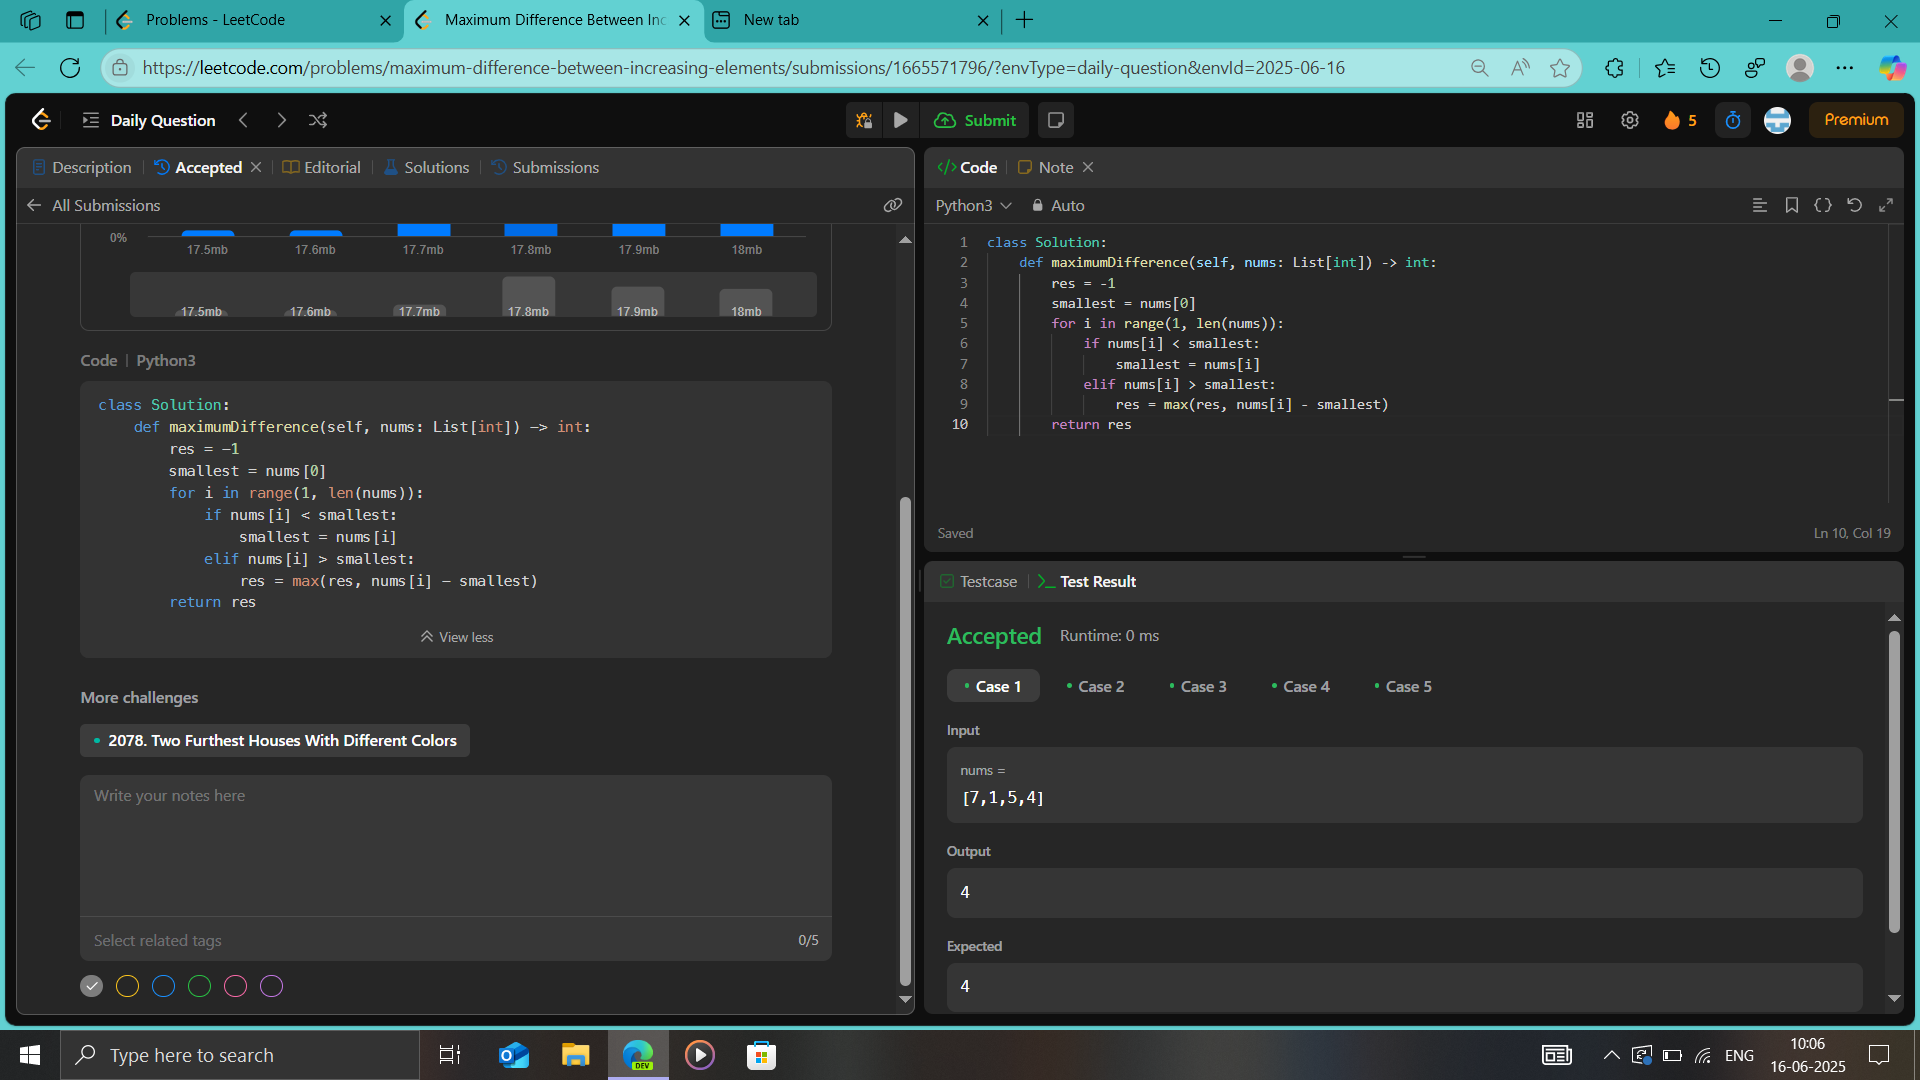 Problems - LeetCode
Maximum Difference Between Inc
New tab
https://leetcode.com/problems/maximum-difference-between-increasing-elements/submissions/1665571796/?envType=daily-question&envId=2025-06-16
Daily Question
Submit
5
Premium
Description
Accepted
Editorial
Solutions
Submissions
All Submissions
0%
17.5mb 17.6mb 17.7mb 17.8mb 17.9mb 18mb
17.5mb 17.6mb 17.7mb 17.8mb 17.9mb 18mb
Code | Python3
class Solution:
    def maximumDifference(self, nums: List[int]) -> int:
        res = -1
        smallest = nums[0]
        for i in range(1, len(nums)):
            if nums[i] < smallest:
                smallest = nums[i]
            elif nums[i] > smallest:
                res = max(res, nums[i] - smallest)
        return res
View less
More challenges
2078. Two Furthest Houses With Different Colors
Write your notes here
Select related tags
0/5
Code
Note
Python3
Auto
1 class Solution:
2     def maximumDifference(self, nums: List[int]) -> int:
3         res = -1
4         smallest = nums[0]
5         for i in range(1, len(nums)):
6             if nums[i] < smallest:
7                 smallest = nums[i]
8             elif nums[i] > smallest:
9                 res = max(res, nums[i] - smallest)
10         return res
Saved
Ln 10, Col 19
Testcase
Test Result
Accepted
Runtime: 0 ms
Case 1
Case 2
Case 3
Case 4
Case 5
Input
nums =
[7,1,5,4]
Output
4
Expected
4
Type here to search
DEV
ENG
10:06
16-06-2025